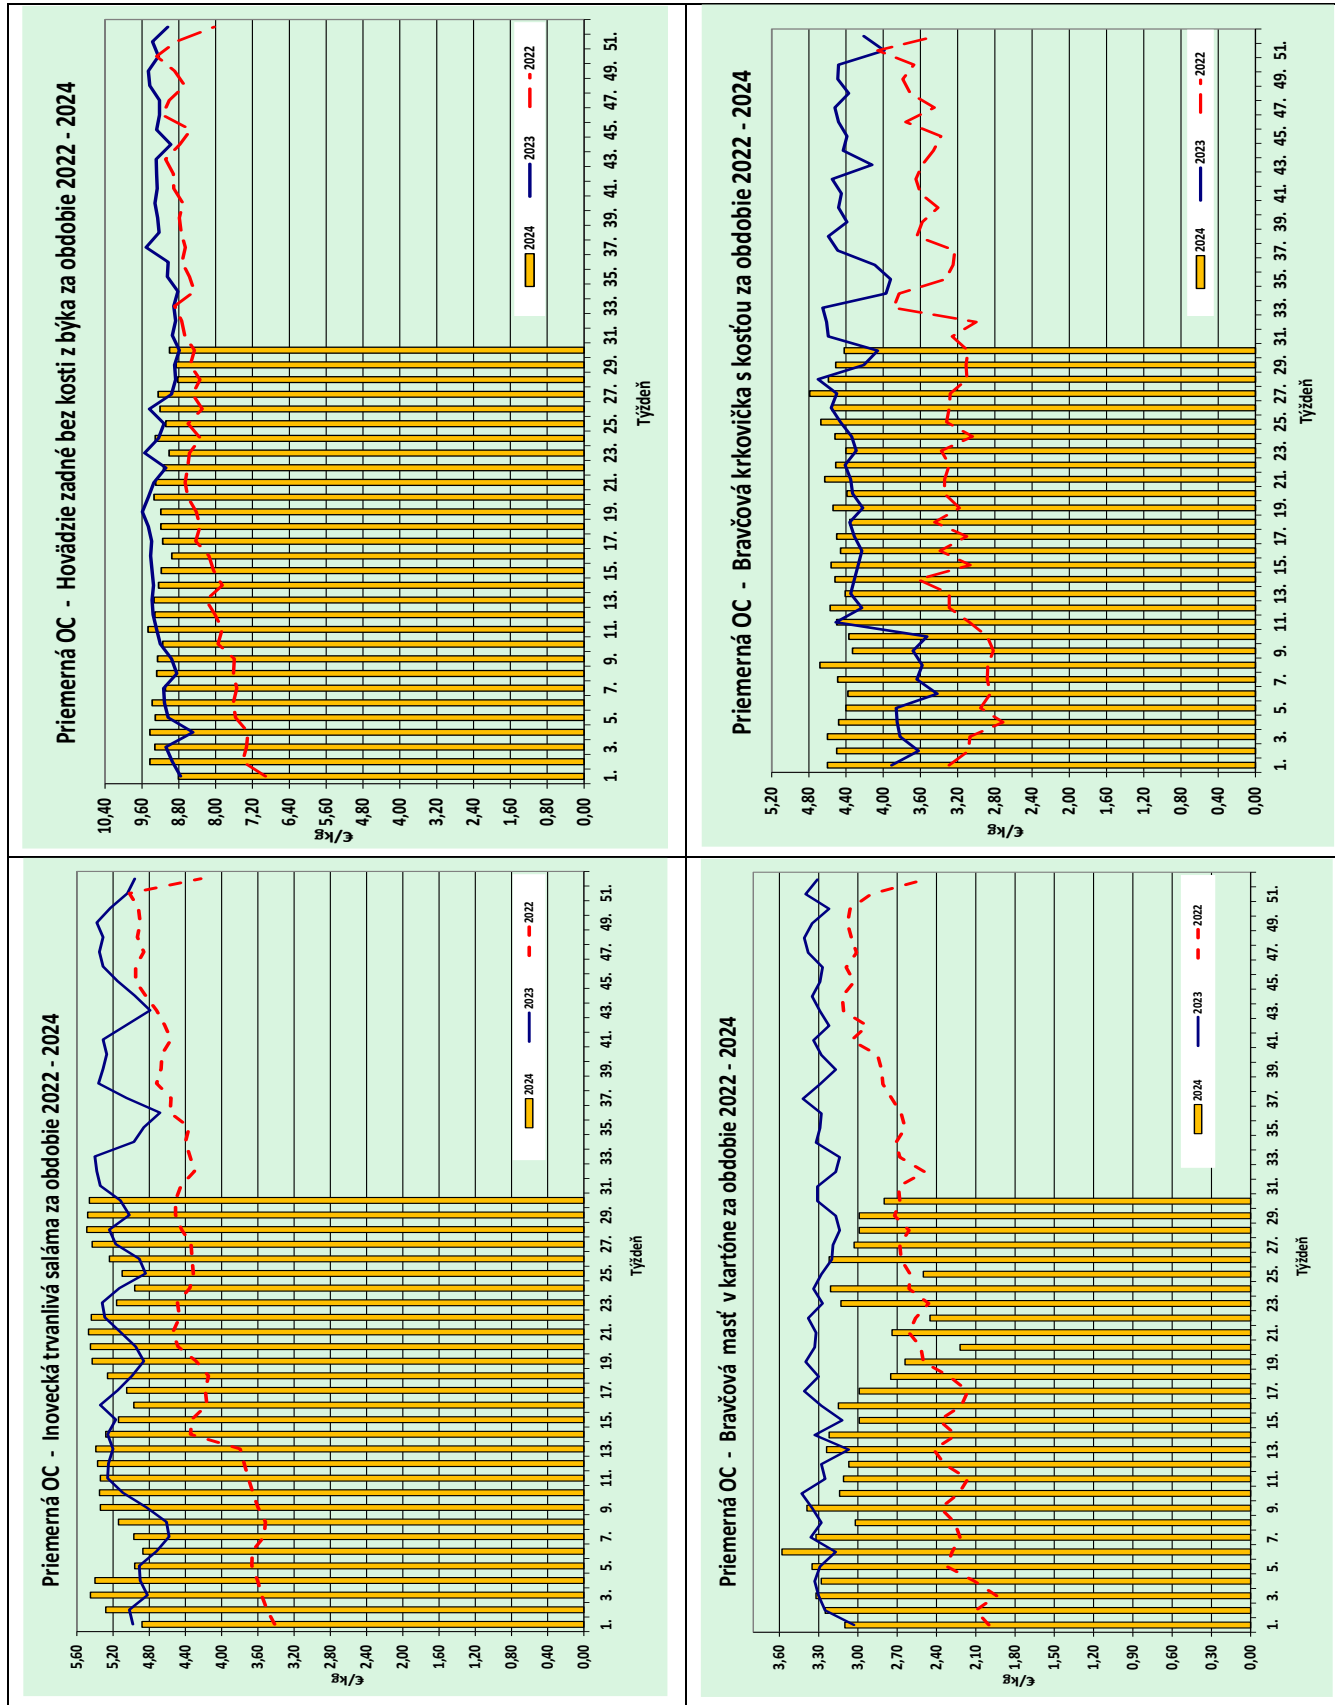 Priemerná OC - Inovecká trvanlivá saláma za obdobie 2022 - 2024
5,60
5,20
4,80
4,40
4,00
3,60
3,20
2,80
2,40
2,00
1,60
1,20
0,80
0,40
0,00
€/kg
2024 2023 2022
1. 3. 5. 7. 9. 11. 13. 15. 17. 19. 21. 23. 25. 27. 29. 31. 33. 35. 37. 39. 41. 43. 45. 47. 49. 51.
Týždeň
Priemerná OC - Hovädzie zadné bez kosti z býka za obdobie 2022 - 2024
10,40
9,60
8,80
8,00
7,20
6,40
5,60
4,80
4,00
3,20
2,40
1,60
0,80
0,00
€/kg
2024 2023 2022
1. 3. 5. 7. 9. 11. 13. 15. 17. 19. 21. 23. 25. 27. 29. 31. 33. 35. 37. 39. 41. 43. 45. 47. 49. 51.
Týždeň
Priemerná OC - Bravčová masť v kartóne za obdobie 2022 - 2024
3,60
3,30
3,00
2,70
2,40
2,10
1,80
1,50
1,20
0,90
0,60
0,30
0,00
€/kg
2024 2023 2022
1. 3. 5. 7. 9. 11. 13. 15. 17. 19. 21. 23. 25. 27. 29. 31. 33. 35. 37. 39. 41. 43. 45. 47. 49. 51.
Týždeň
Priemerná OC - Bravčová krkovička s kosťou za obdobie 2022 - 2024
5,20
4,80
4,40
4,00
3,60
3,20
2,80
2,40
2,00
1,60
1,20
0,80
0,40
0,00
€/kg
2024 2023 2022
1. 3. 5. 7. 9. 11. 13. 15. 17. 19. 21. 23. 25. 27. 29. 31. 33. 35. 37. 39. 41. 43. 45. 47. 49. 51.
Týždeň